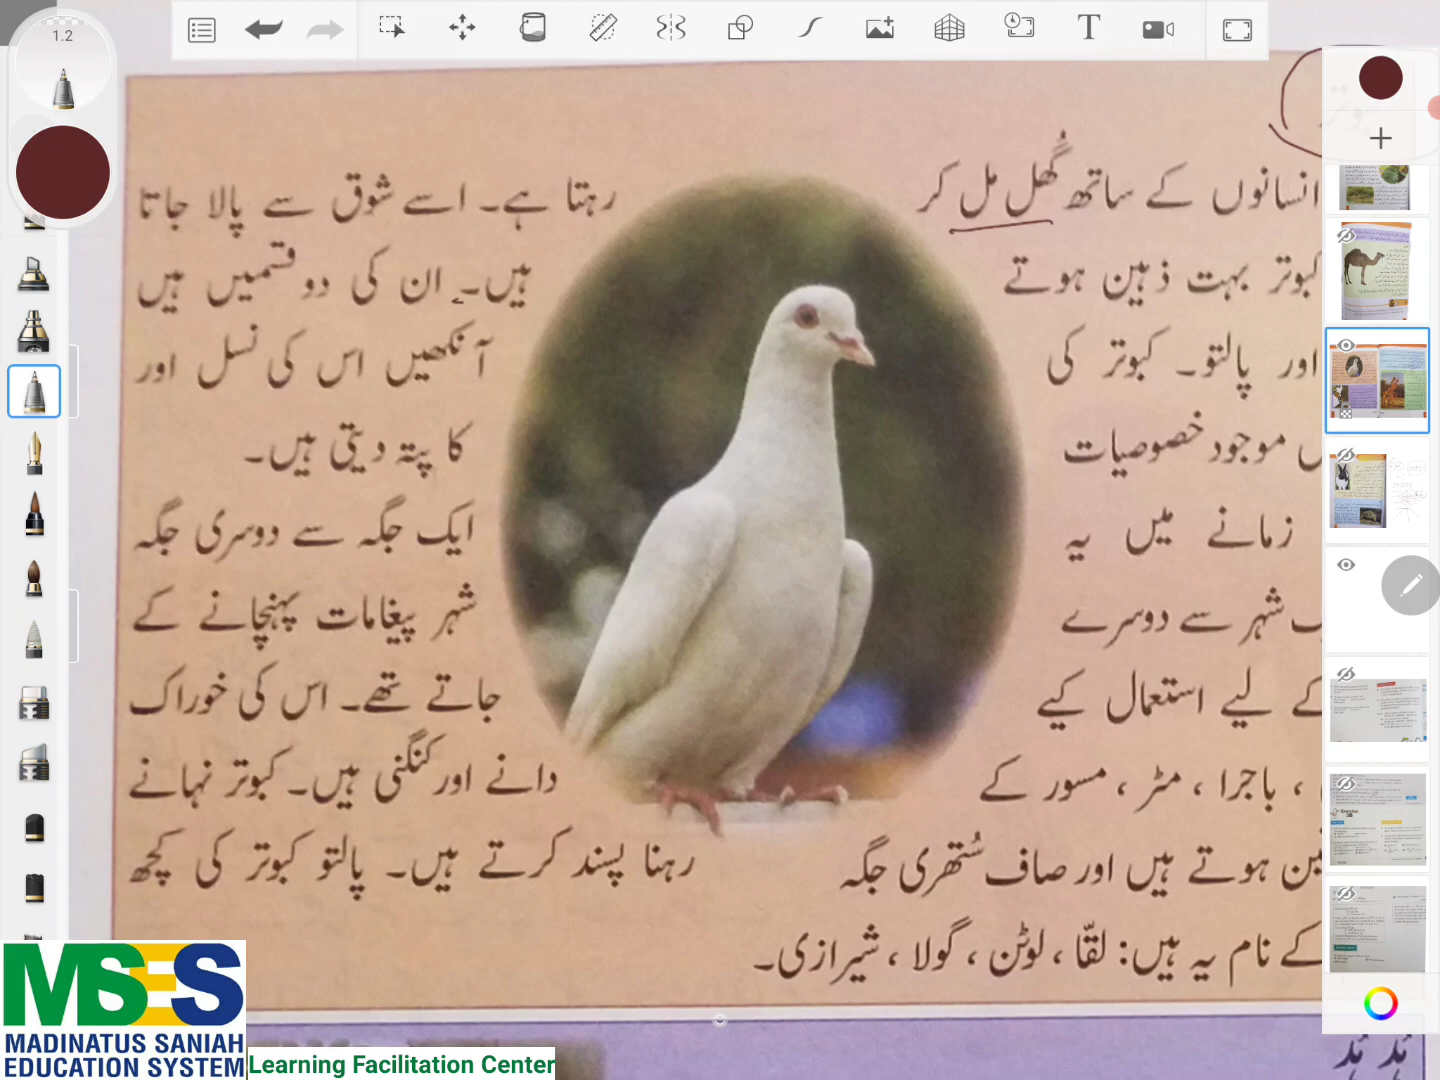 1.2
T
انسانوں کے ساتھ گُھل مل کر رہتا ہے۔ اسے شوق سے پالا جاتا
کبوتر بہت ذہین ہوتے ہیں۔ ان کی دو قسمیں ہیں
اور پالتو۔ کبوتر کی آنکھیں اس کی نسل اور
موجود خصوصیات کا پتہ دیتی ہیں۔
زمانے میں یہ ایک جگہ سے دوسری جگہ
شہر سے دوسرے شہر پیغامات پہنچانے کے
کے لیے استعمال کیے جاتے تھے۔ اس کی خوراک
، باجرا ، مٹر ، مسور کے دانے اور کنگنی ہیں۔ کبوتر نہانے
ہوتے ہیں اور صاف سُتھری جگہ رہنا پسند کرتے ہیں۔ پالتو کبوتر کی کچھ
کے نام یہ ہیں: لقّا ، لوٹن ، گولا ، شیرازی۔
ہُد ہُد
MSES
MADINATUS SANIAH
EDUCATION SYSTEM
Learning Facilitation Center